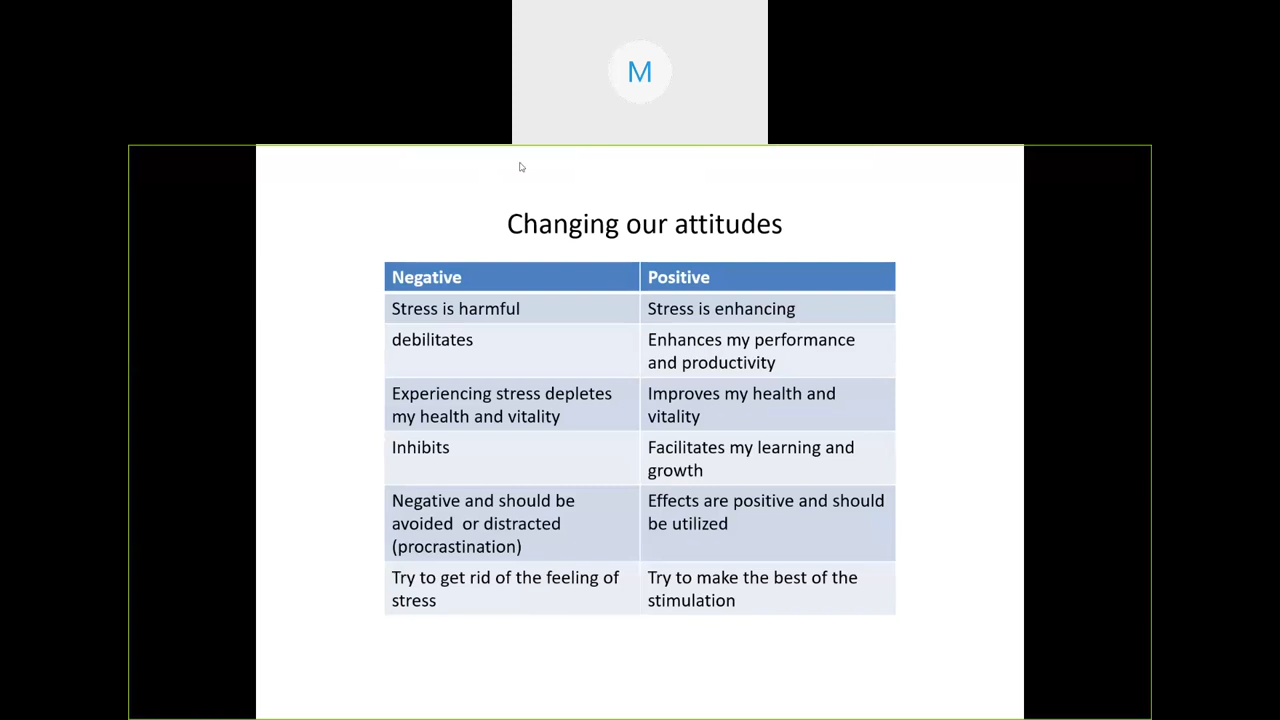 M
Changing our attitudes
Negative Positive
Stress is harmful Stress is enhancing
debilitates Enhances my performance
and productivity
Experiencing stress depletes Improves my health and
my health and vitality vitality
Inhibits Facilitates my learning and
growth
Negative and should be Effects are positive and should
avoided  or distracted be utilized
(procrastination)
Try to get rid of the feeling of Try to make the best of the
stress stimulation